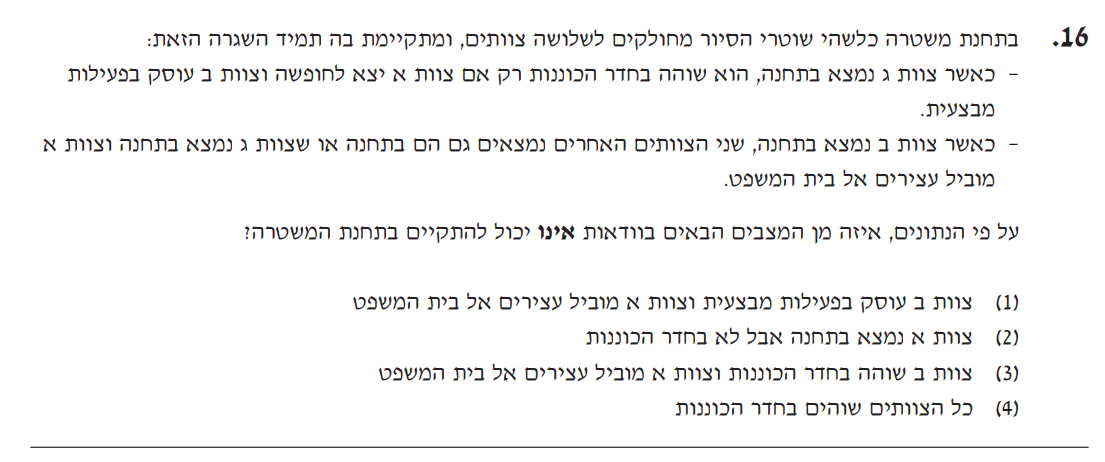 16. בתחנת משטרה כלשהי שוטרי הסיור מחולקים לשלושה צוותים, ומתקיימת בה תמיד השגרה הזאת:
– כאשר צוות ג נמצא בתחנה, הוא שוהה בחדר הכוננות רק אם צוות א יצא לחופשה וצוות ב עוסק בפעילות
מבצעית.
– כאשר צוות ב נמצא בתחנה, שני הצוותים האחרים נמצאים גם הם בתחנה או שצוות ג נמצא בתחנה וצוות א
מוביל עצירים אל בית המשפט.
על פי הנתונים, איזה מן המצבים הבאים בוודאות אינו יכול להתקיים בתחנת המשטרה?
(1) צוות ב עוסק בפעילות מבצעית וצוות א מוביל עצירים אל בית המשפט
(2) צוות א נמצא בתחנה אבל לא בחדר הכוננות
(3) צוות ב שוהה בחדר הכוננות וצוות א מוביל עצירים אל בית המשפט
(4) כל הצוותים שוהים בחדר הכוננות